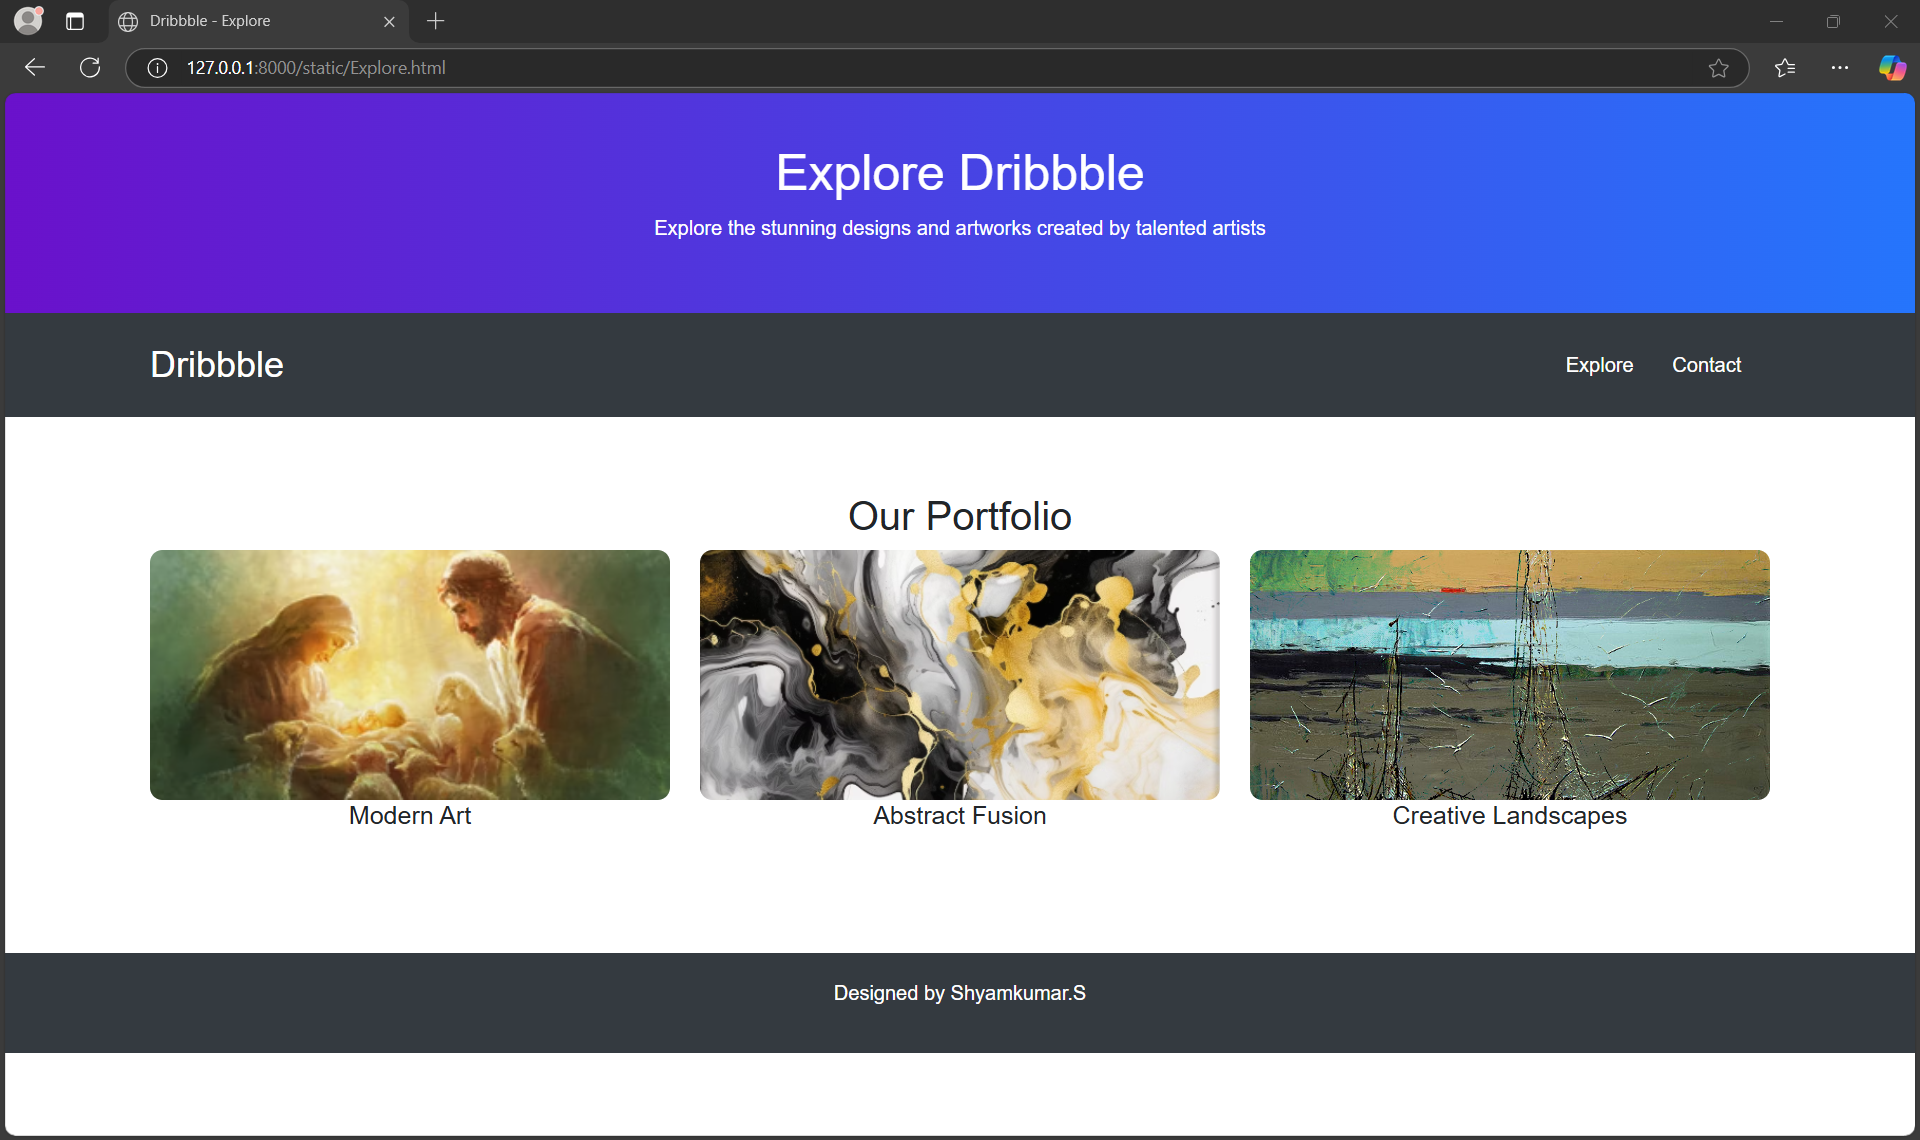 Dribbble - Explore
127.0.0.1:8000/static/Explore.html
Explore Dribbble
Explore the stunning designs and artworks created by talented artists
Dribbble
Explore
Contact
Our Portfolio
Modern Art
Abstract Fusion
Creative Landscapes
Designed by Shyamkumar.S